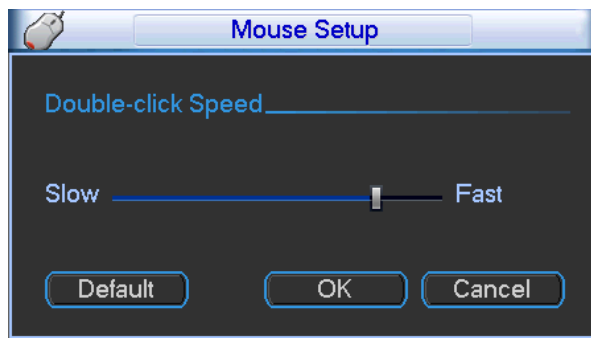 Mouse Setup
Double-click Speed
Slow Fast
Default OK Cancel